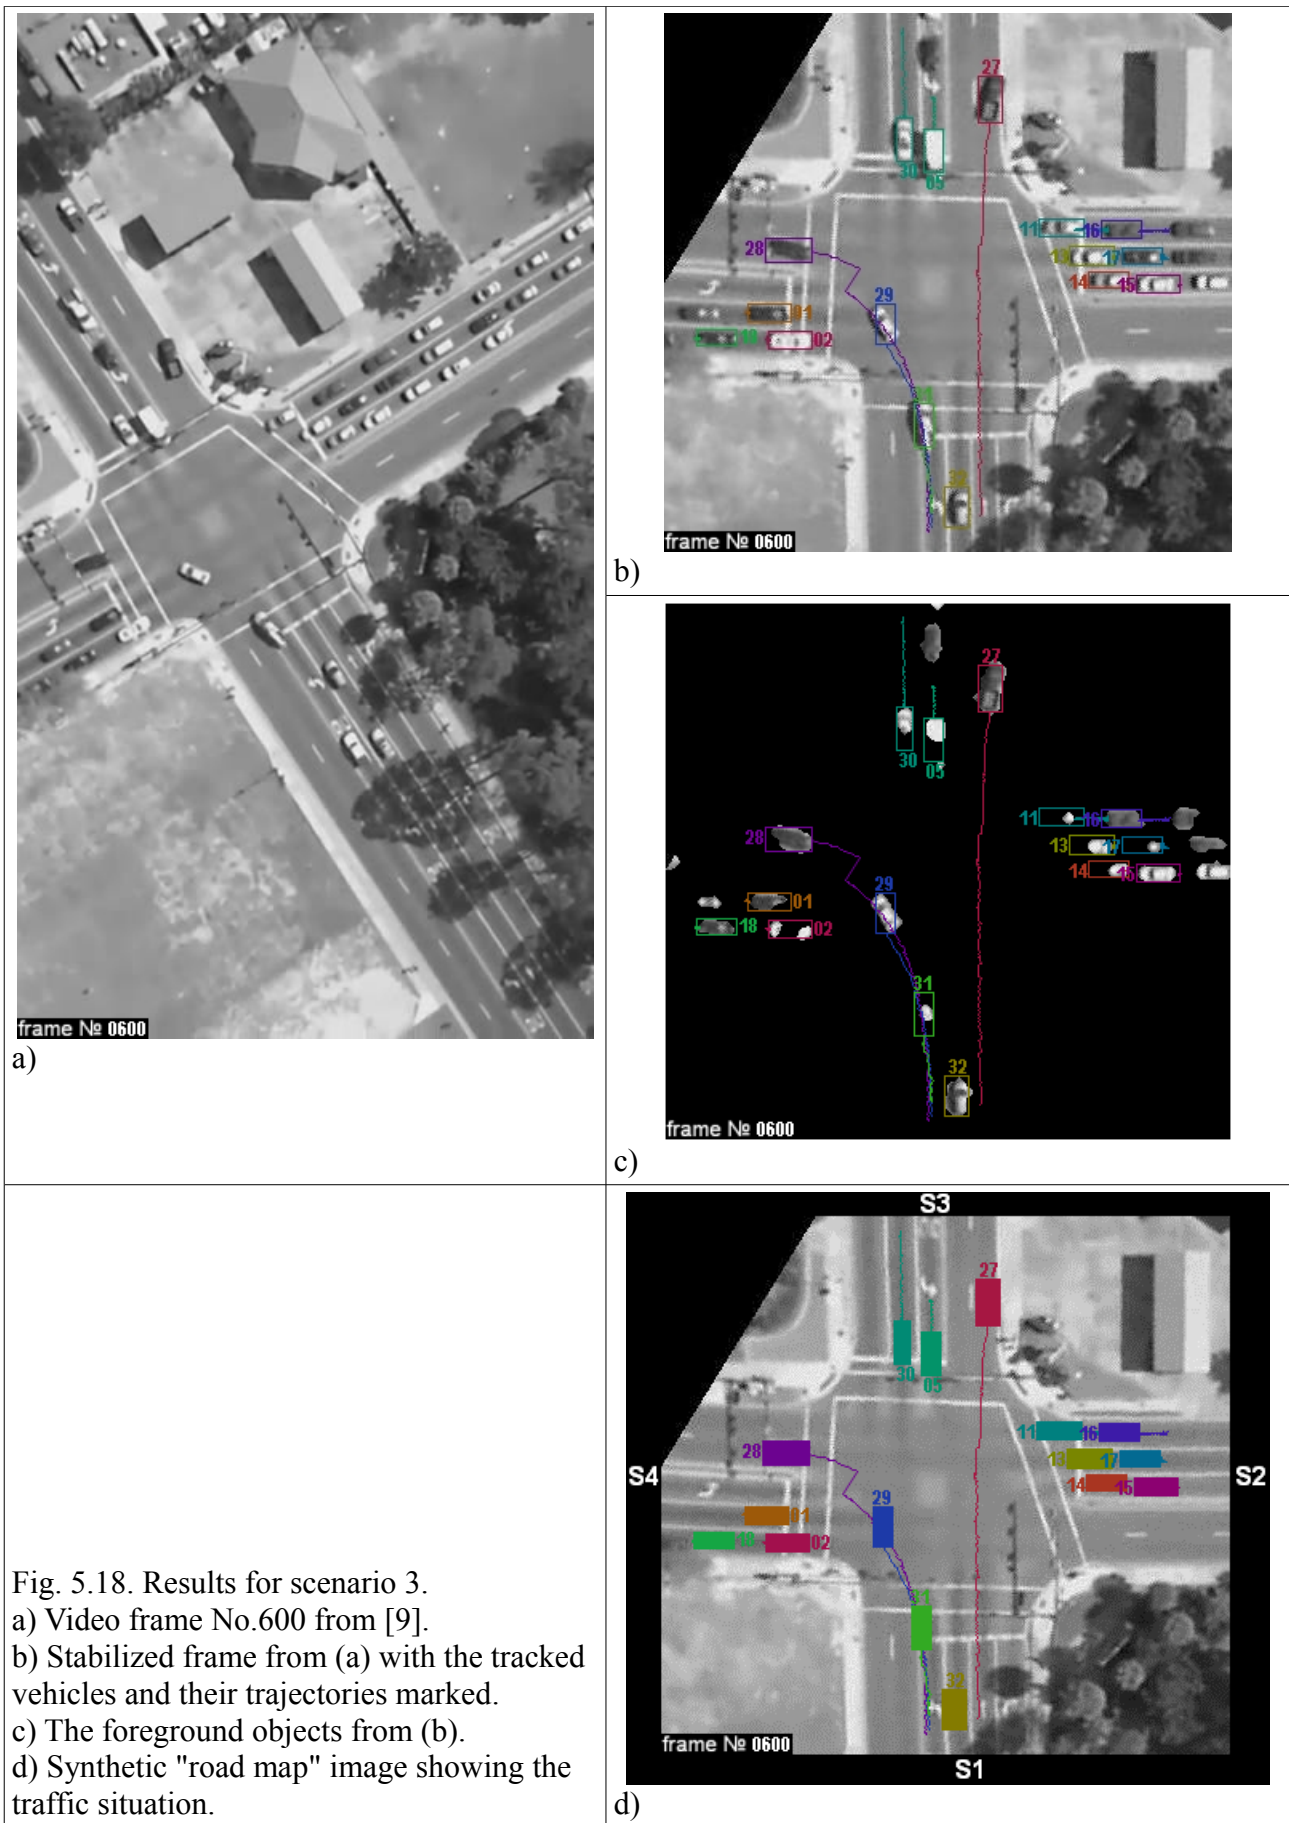 frame № 0600
a)
27
30
05
11
16
28
13
17
14
15
29
01
18
02
31
32
frame № 0600
b)
27
30
05
11
16
28
13
17
14
15
29
01
18
02
31
32
frame № 0600
c)
S3
27
30
05
11
16
28
13
17
S4
S2
14
15
29
01
18
02
31
32
frame № 0600
S1
d)
Fig. 5.18. Results for scenario 3.
a) Video frame No.600 from [9].
b) Stabilized frame from (a) with the tracked
vehicles and their trajectories marked.
c) The foreground objects from (b).
d) Synthetic "road map" image showing the
traffic situation.